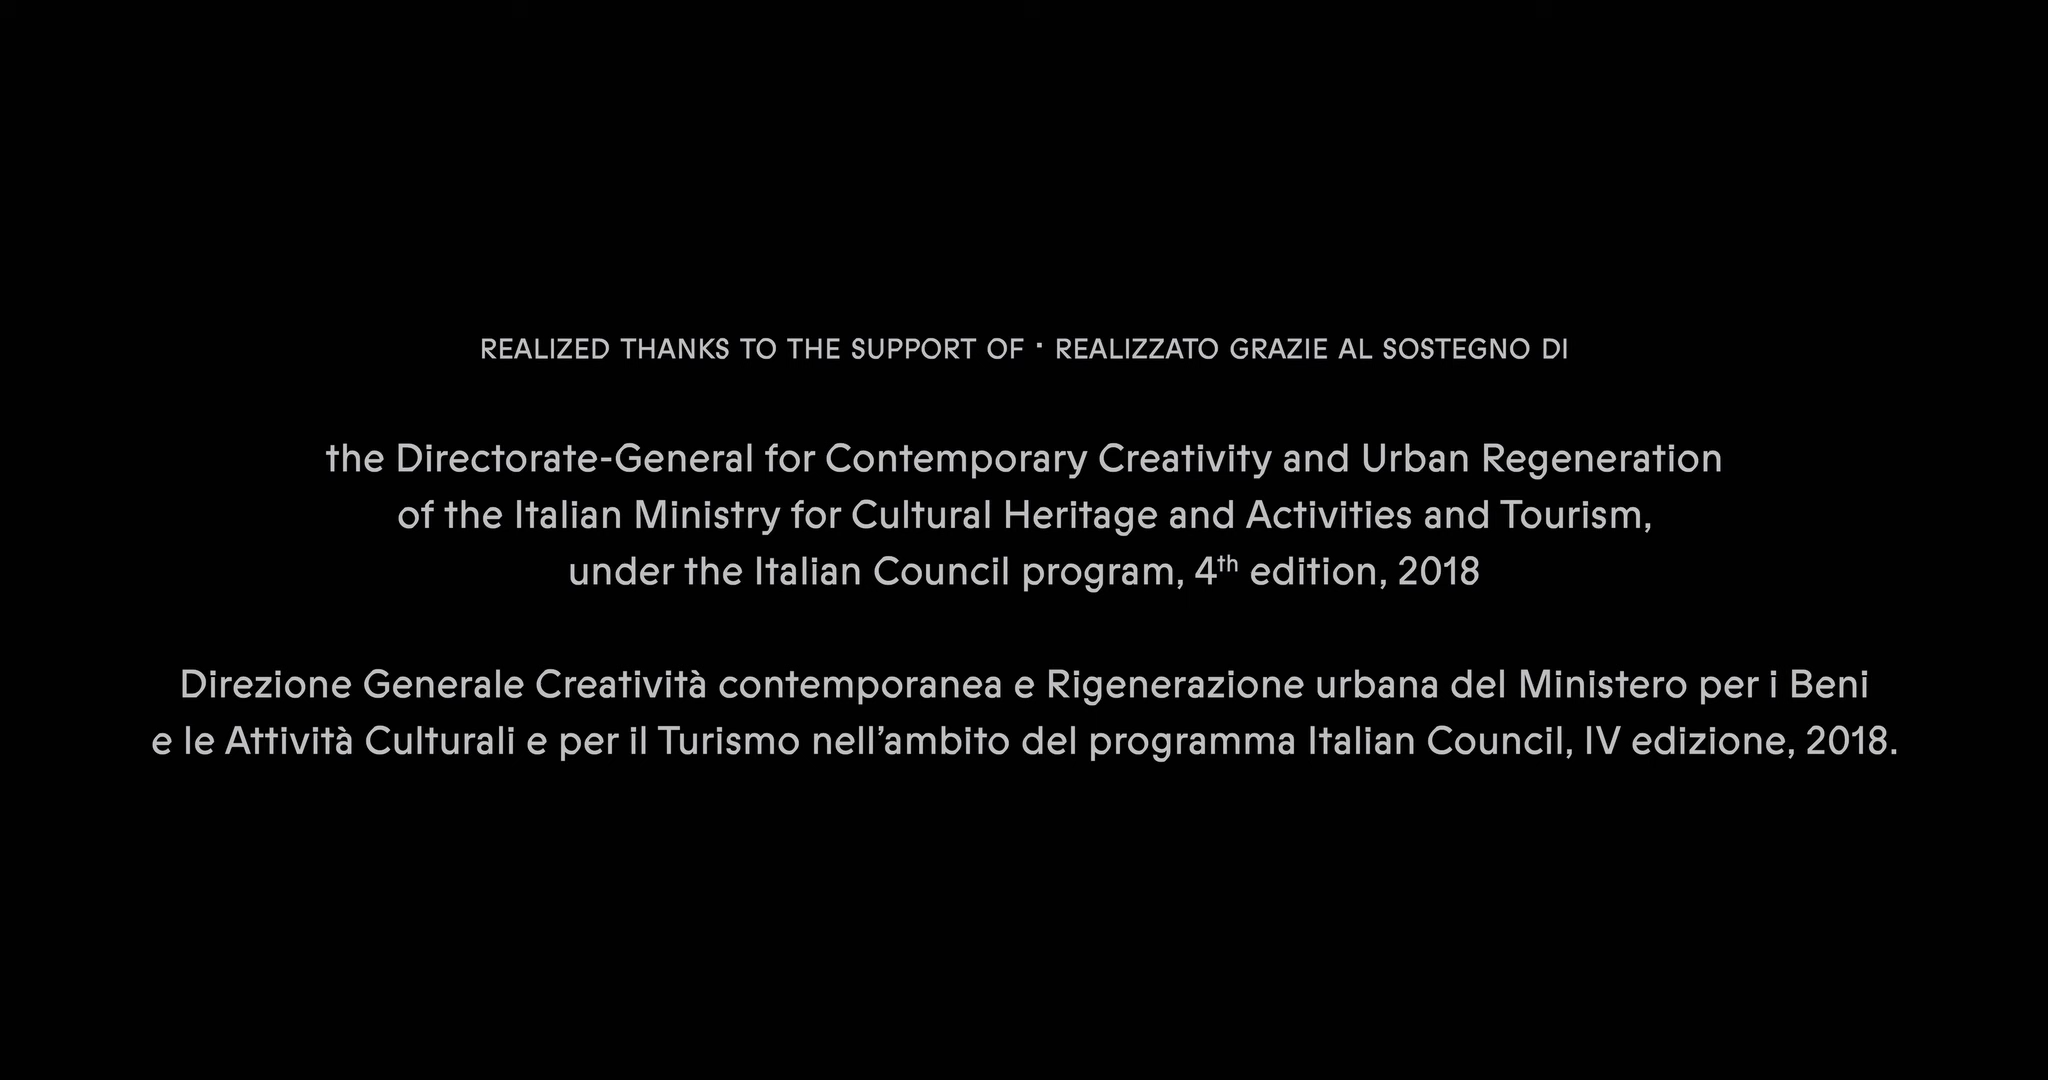 REALIZED THANKS TO THE SUPPORT OF · REALIZZATO GRAZIE AL SOSTEGNO DI
the Directorate-General for Contemporary Creativity and Urban Regeneration
of the Italian Ministry for Cultural Heritage and Activities and Tourism,
under the Italian Council program, 4th edition, 2018
Direzione Generale Creatività contemporanea e Rigenerazione urbana del Ministero per i Beni
e le Attività Culturali e per il Turismo nell’ambito del programma Italian Council, IV edizione, 2018.